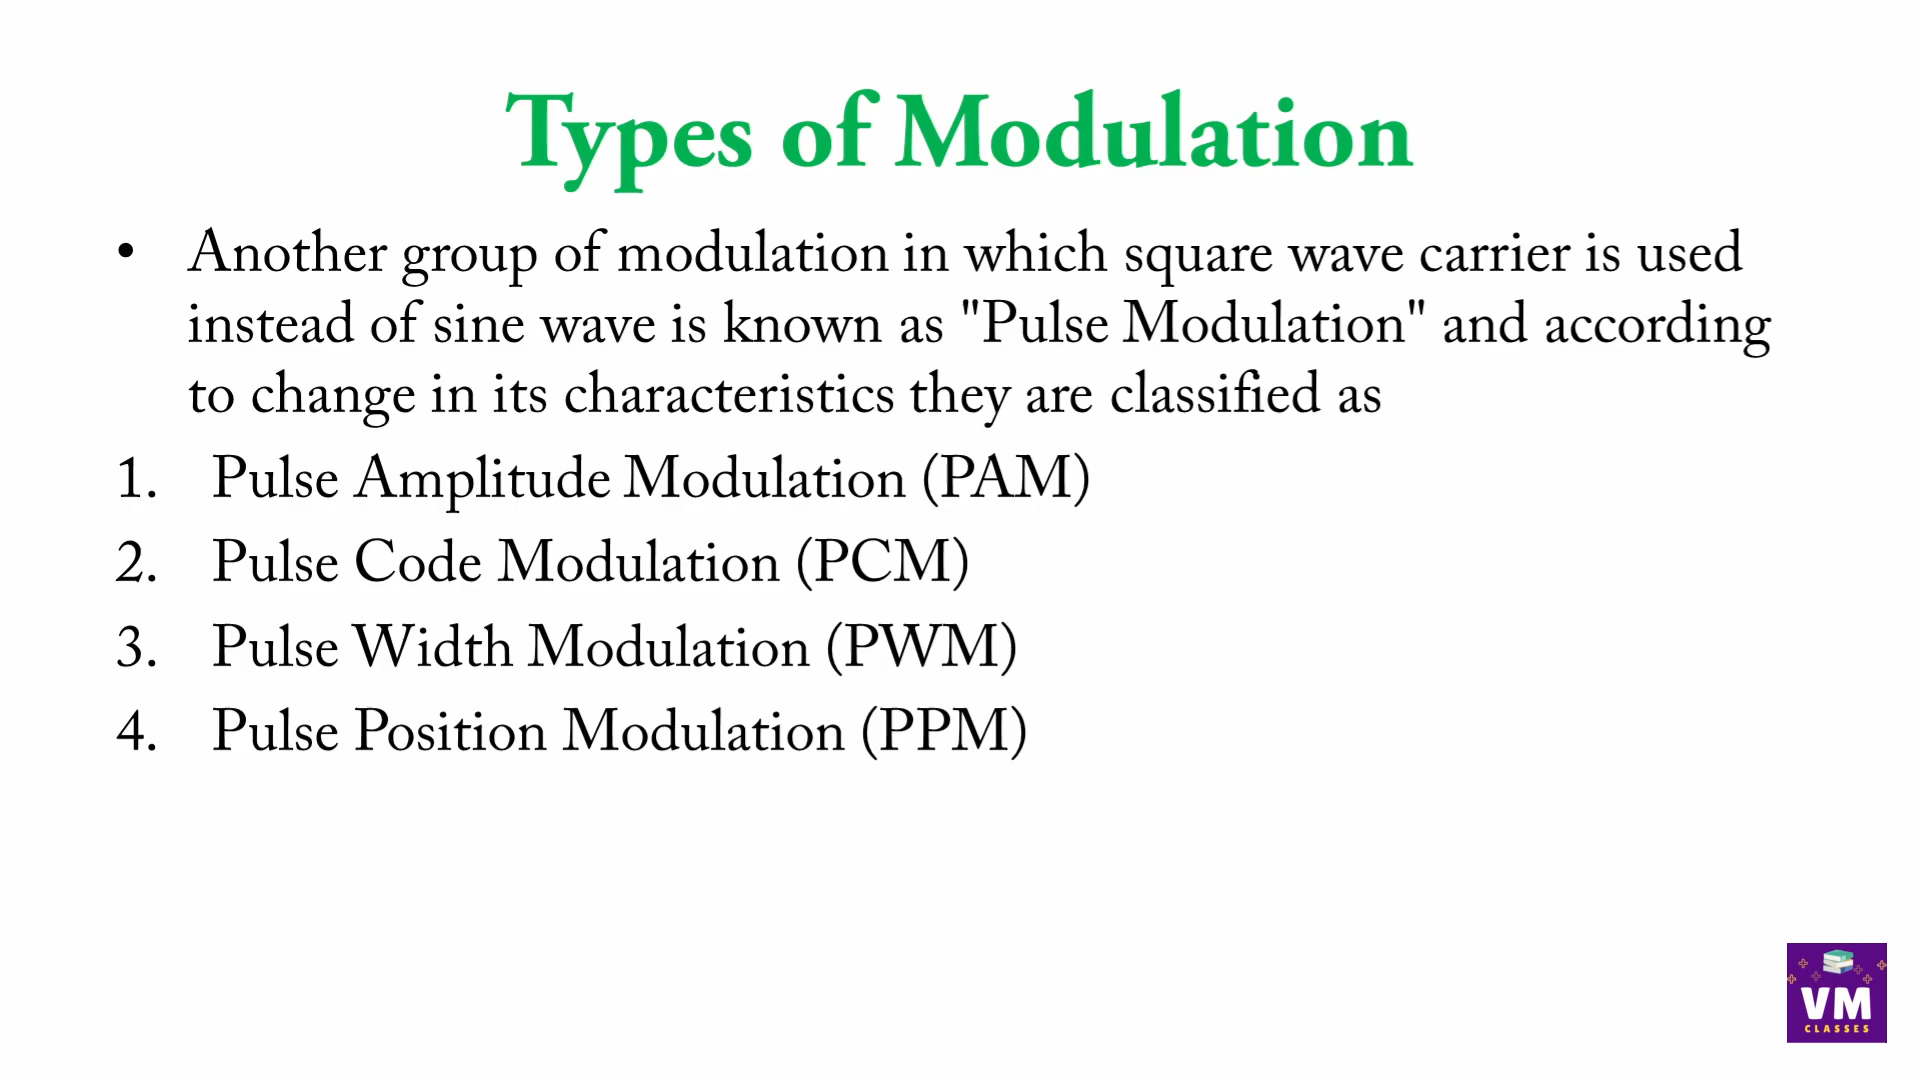 Types of Modulation
• Another group of modulation in which square wave carrier is used
instead of sine wave is known as "Pulse Modulation" and according
to change in its characteristics they are classified as
1. Pulse Amplitude Modulation (PAM)
2. Pulse Code Modulation (PCM)
3. Pulse Width Modulation (PWM)
4. Pulse Position Modulation (PPM)
VM
CLASSES